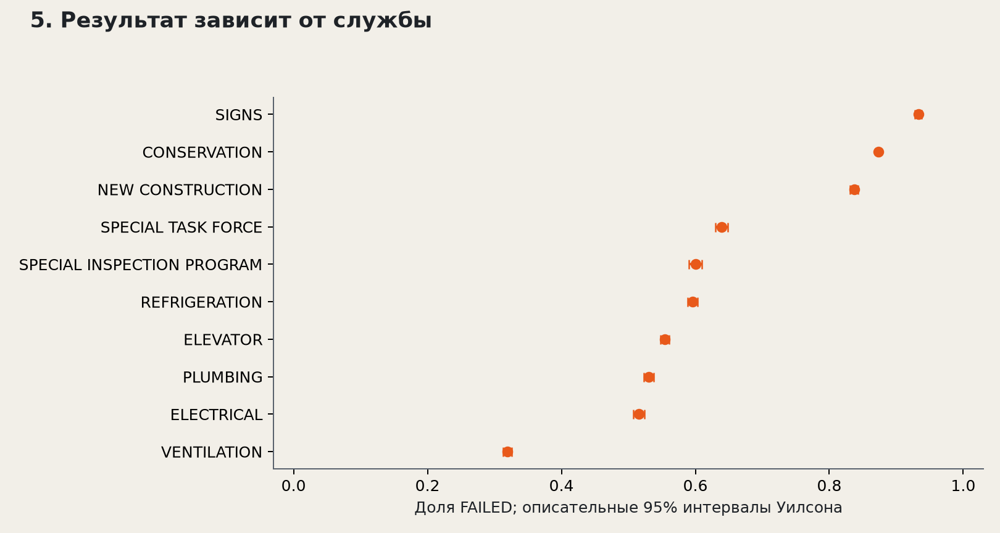 5. Результат зависит от службы
SIGNS
CONSERVATION
NEW CONSTRUCTION
SPECIAL TASK FORCE
SPECIAL INSPECTION PROGRAM
REFRIGERATION
ELEVATOR
PLUMBING
ELECTRICAL
VENTILATION
0.0 0.2 0.4 0.6 0.8 1.0
Доля FAILED; описательные 95% интервалы Уилсона